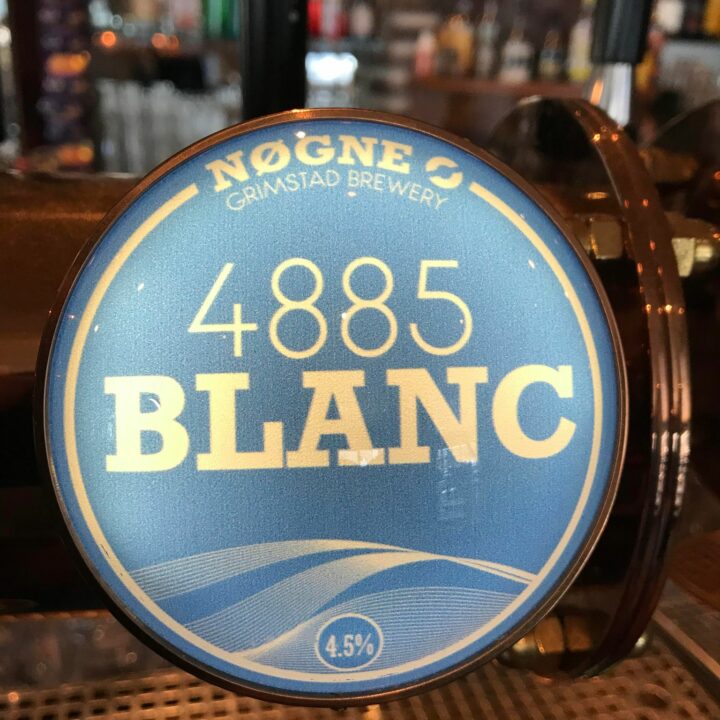 NØGNE Ø
GRIMSTAD BREWERY
4885
BLANC
4.5%